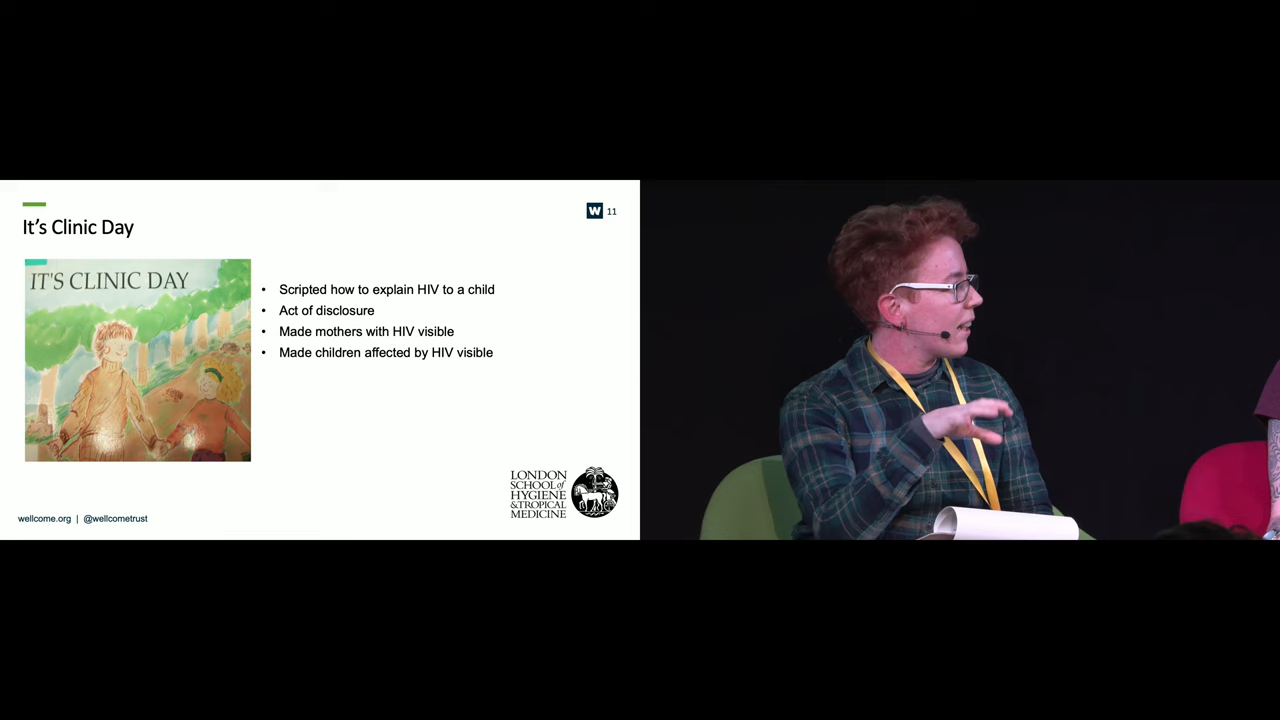 It's Clinic Day
W 11
IT'S CLINIC DAY
• Scripted how to explain HIV to a child
• Act of disclosure
• Made mothers with HIV visible
• Made children affected by HIV visible
LONDON
SCHOOL of
HYGIENE
& TROPICAL
MEDICINE
wellcome.org | @wellcometrust